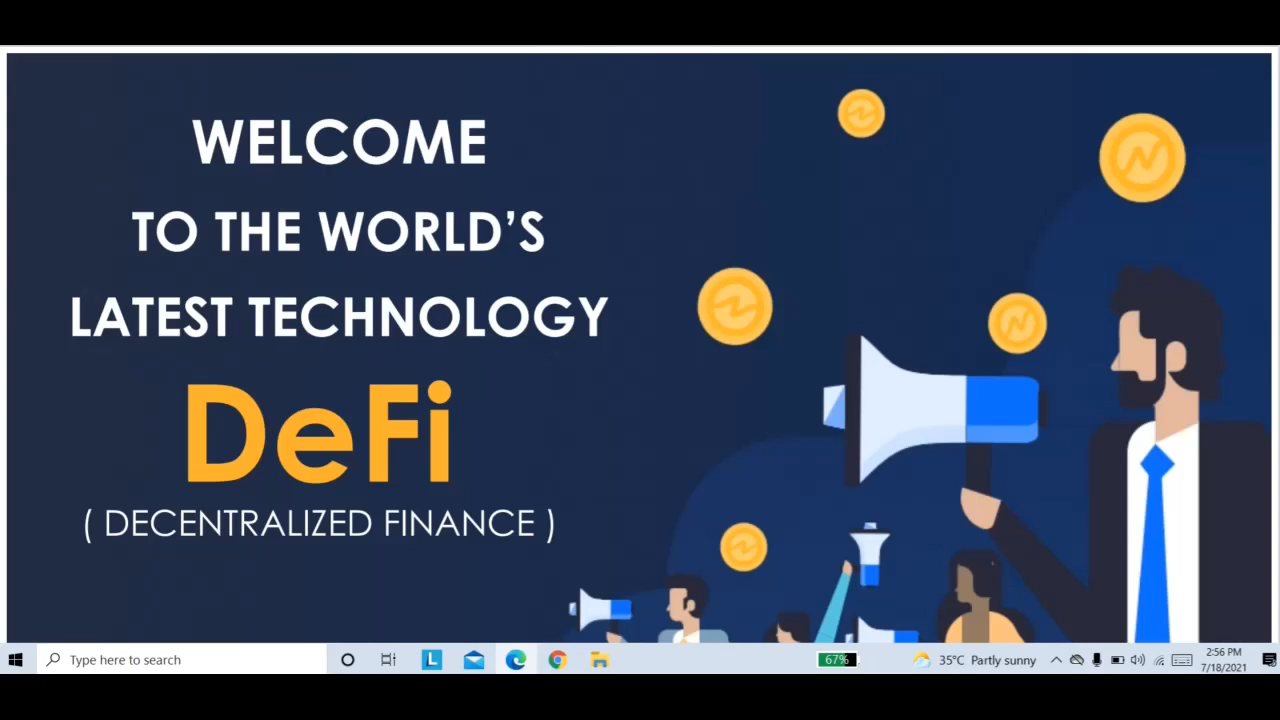 WELCOME
TO THE WORLD’S
LATEST TECHNOLOGY
DeFi
( DECENTRALIZED FINANCE )
Type here to search
L
67%
35°C Partly sunny
2:56 PM
7/18/2021